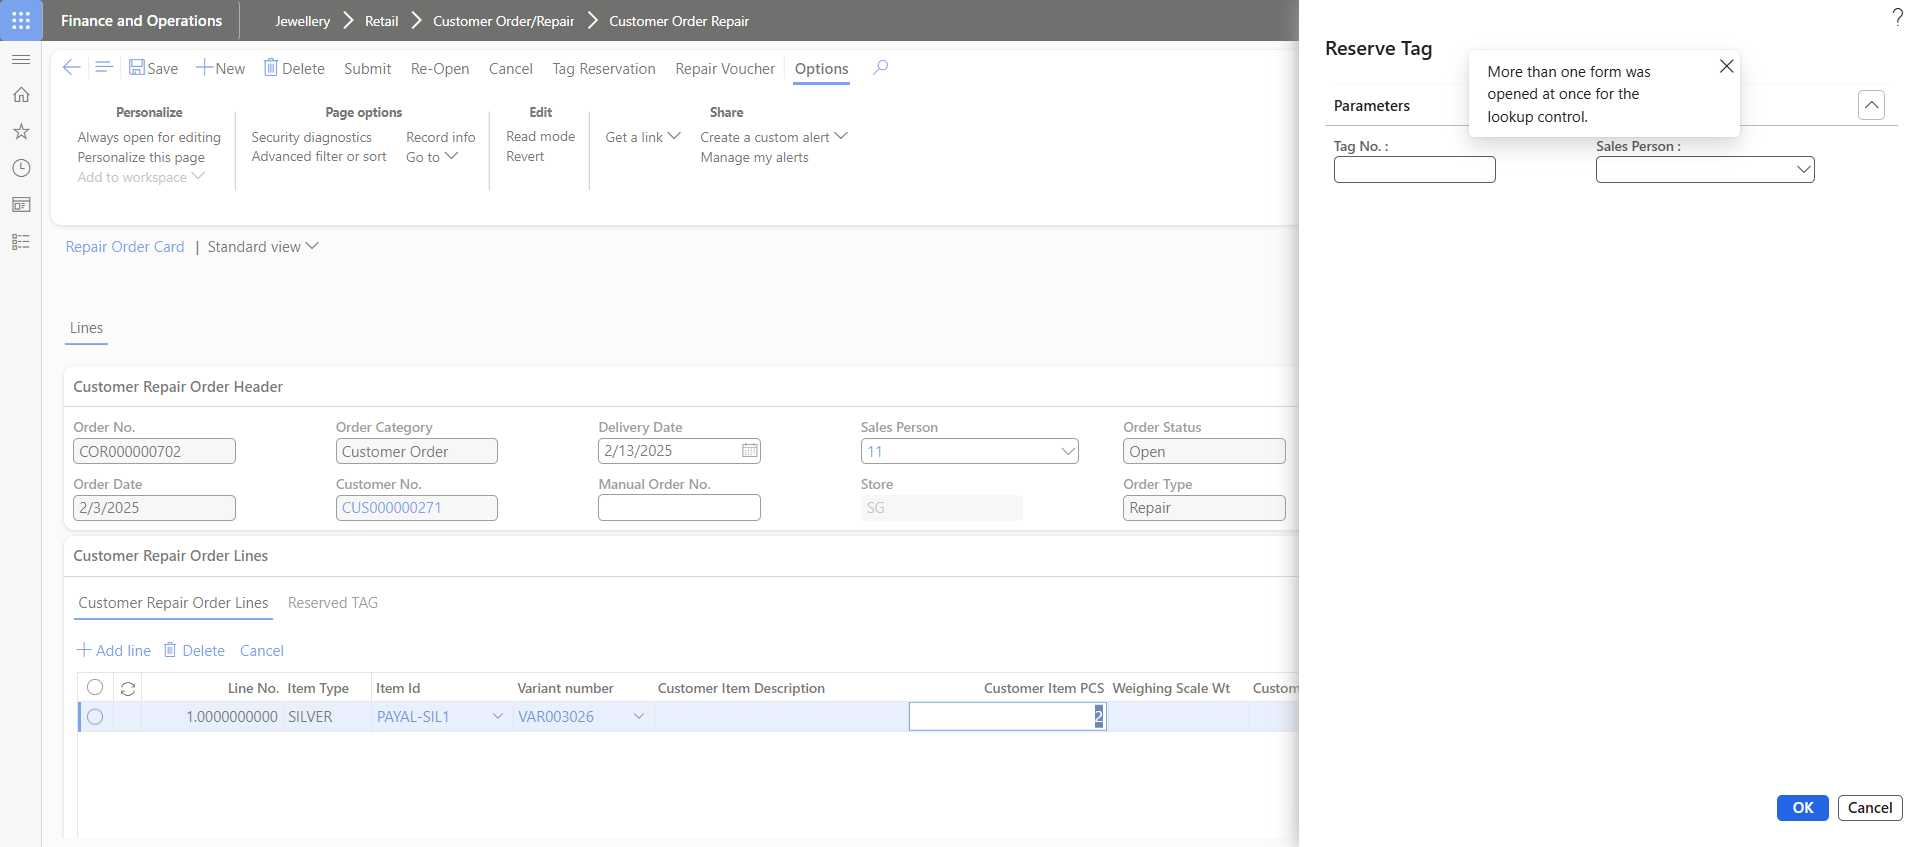 Finance and Operations
Jewellery Retail Customer Order/Repair Customer Order Repair
?
Save New Delete Submit Re-Open Cancel Tag Reservation Repair Voucher Options
Personalize
Always open for editing
Personalize this page
Add to workspace
Page options
Security diagnostics Record info
Advanced filter or sort Go to
Edit
Read mode
Revert
Share
Get a link Create a custom alert
Manage my alerts
Repair Order Card | Standard view
Lines
Customer Repair Order Header
Order No. Order Category Delivery Date Sales Person Order Status
COR000000702 Customer Order 2/13/2025 11 Open
Order Date Customer No. Manual Order No. Store Order Type
2/3/2025 CUS000000271 SG Repair
Customer Repair Order Lines
Customer Repair Order Lines Reserved TAG
Add line Delete Cancel
Line No. Item Type Item Id Variant number Customer Item Description Customer Item PCS Weighing Scale Wt Custom
1.0000000000 SILVER PAYAL-SIL1 VAR003026 2
Reserve Tag
More than one form was
opened at once for the
lookup control.
Parameters
Tag No. : Sales Person :
OK Cancel